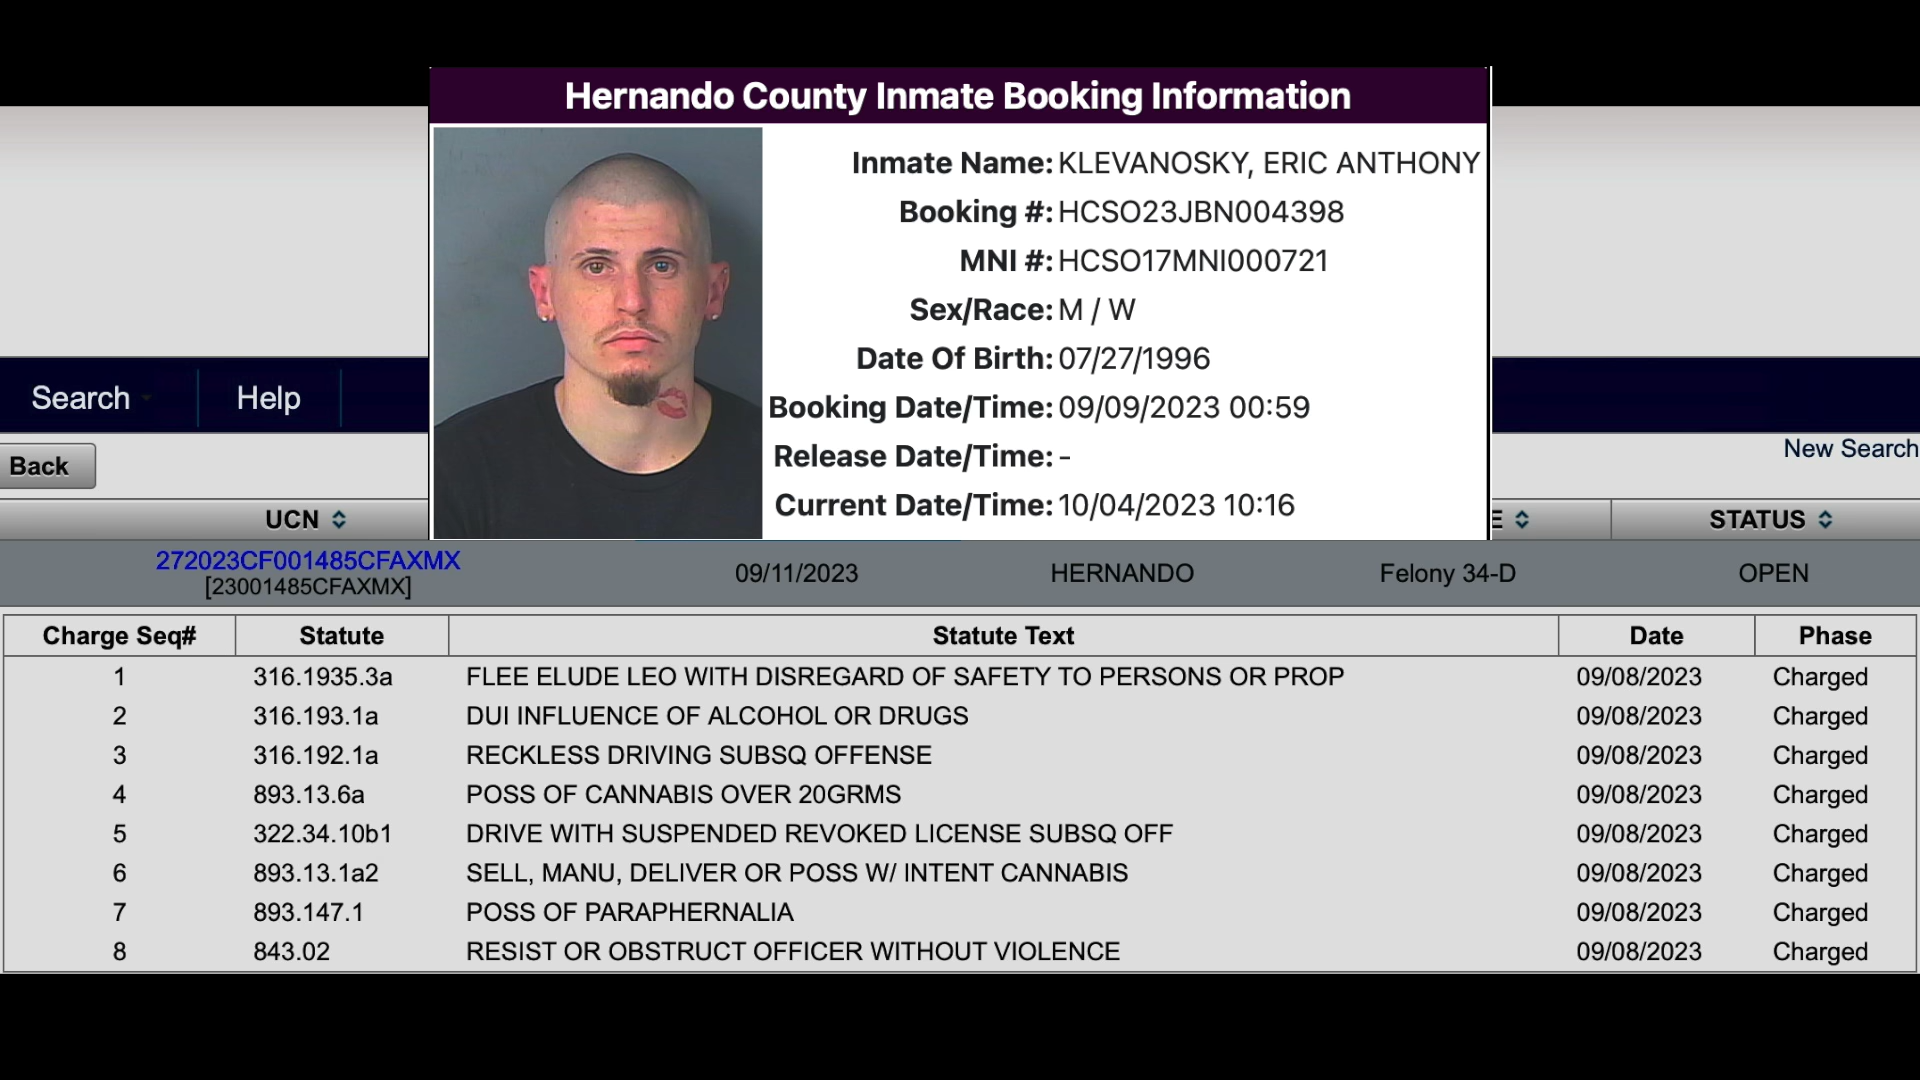 Hernando County Inmate Booking Information
Inmate Name: KLEVANOSKY, ERIC ANTHONY
Booking #: HCSO23JBN004398
MNI #: HCSO17MNI000721
Sex/Race: M / W
Date Of Birth: 07/27/1996
Booking Date/Time: 09/09/2023 00:59
Release Date/Time: -
Current Date/Time: 10/04/2023 10:16
Search Help
Back New Search
UCN E STATUS
272023CF001485CFAXMX
[23001485CFAXMX] 09/11/2023 HERNANDO Felony 34-D OPEN
Charge Seq# Statute Statute Text Date Phase
1 316.1935.3a FLEE ELUDE LEO WITH DISREGARD OF SAFETY TO PERSONS OR PROP 09/08/2023 Charged
2 316.193.1a DUI INFLUENCE OF ALCOHOL OR DRUGS 09/08/2023 Charged
3 316.192.1a RECKLESS DRIVING SUBSQ OFFENSE 09/08/2023 Charged
4 893.13.6a POSS OF CANNABIS OVER 20GRMS 09/08/2023 Charged
5 322.34.10b1 DRIVE WITH SUSPENDED REVOKED LICENSE SUBSQ OFF 09/08/2023 Charged
6 893.13.1a2 SELL, MANU, DELIVER OR POSS W/ INTENT CANNABIS 09/08/2023 Charged
7 893.147.1 POSS OF PARAPHERNALIA 09/08/2023 Charged
8 843.02 RESIST OR OBSTRUCT OFFICER WITHOUT VIOLENCE 09/08/2023 Charged